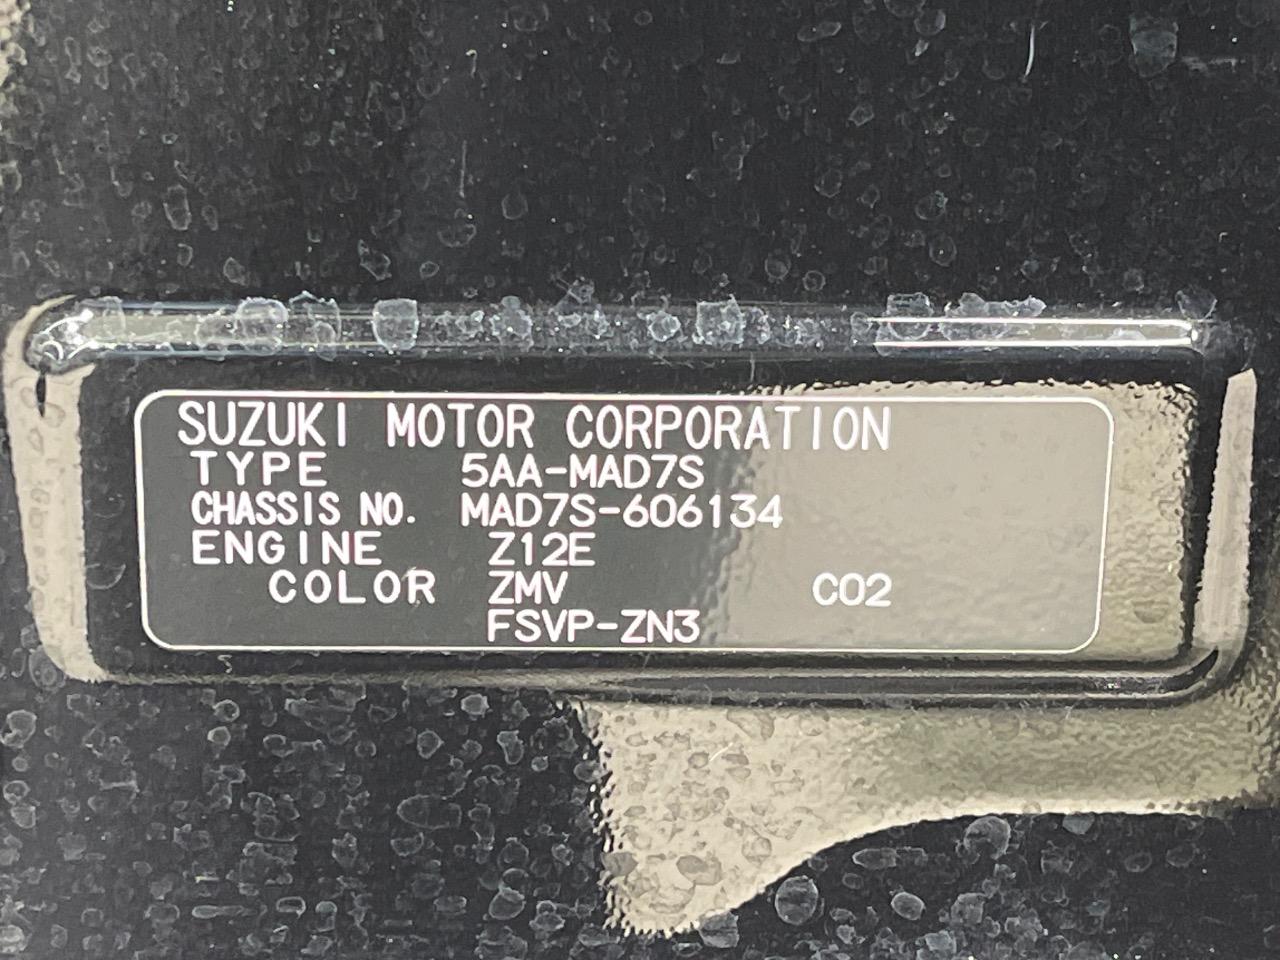 SUZUKI MOTOR CORPORATION
TYPE 5AA-MAD7S
CHASSIS NO. MAD7S-606134
ENGINE Z12E
COLOR ZMV C02
FSVP-ZN3